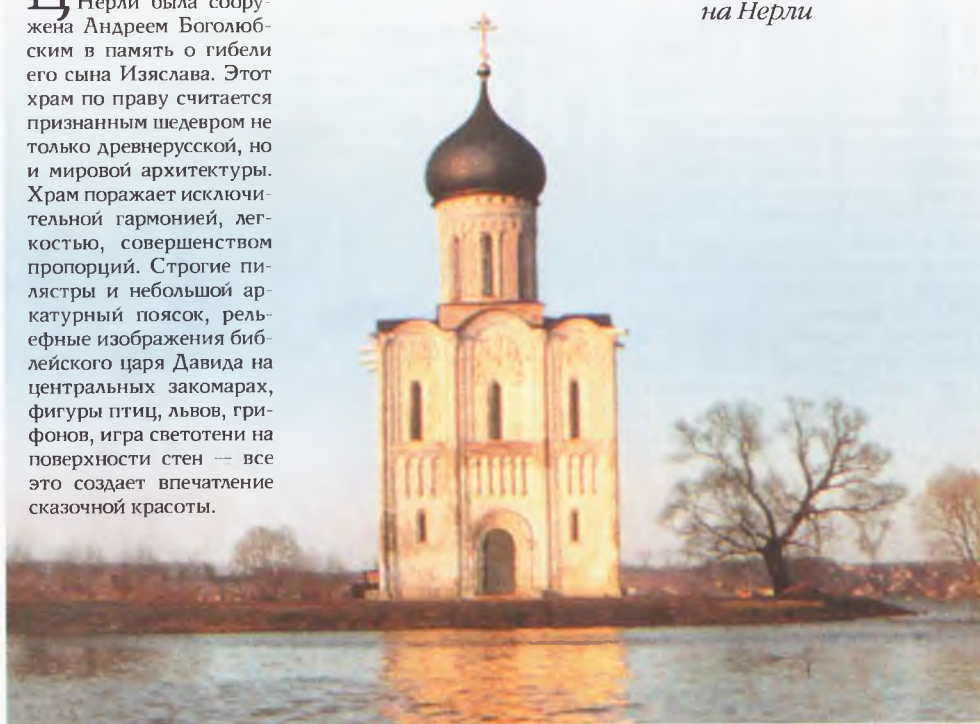 Ц Нерли была соору-
жена Андреем Боголюб-
ским в память о гибели
его сына Изяслава. Этот
храм по праву считается
признанным шедевром не
только древнерусской, но
и мировой архитектуры.
Храм поражает исключи-
тельной гармонией, лег-
костью, совершенством
пропорций. Строгие пи-
лястры и небольшой ар-
катурный поясок, рель-
ефные изображения биб-
лейского царя Давида на
центральных закомарах,
фигуры птиц, львов, гри-
фонов, игра светотени на
поверхности стен — все
это создает впечатление
сказочной красоты.
на Нерли